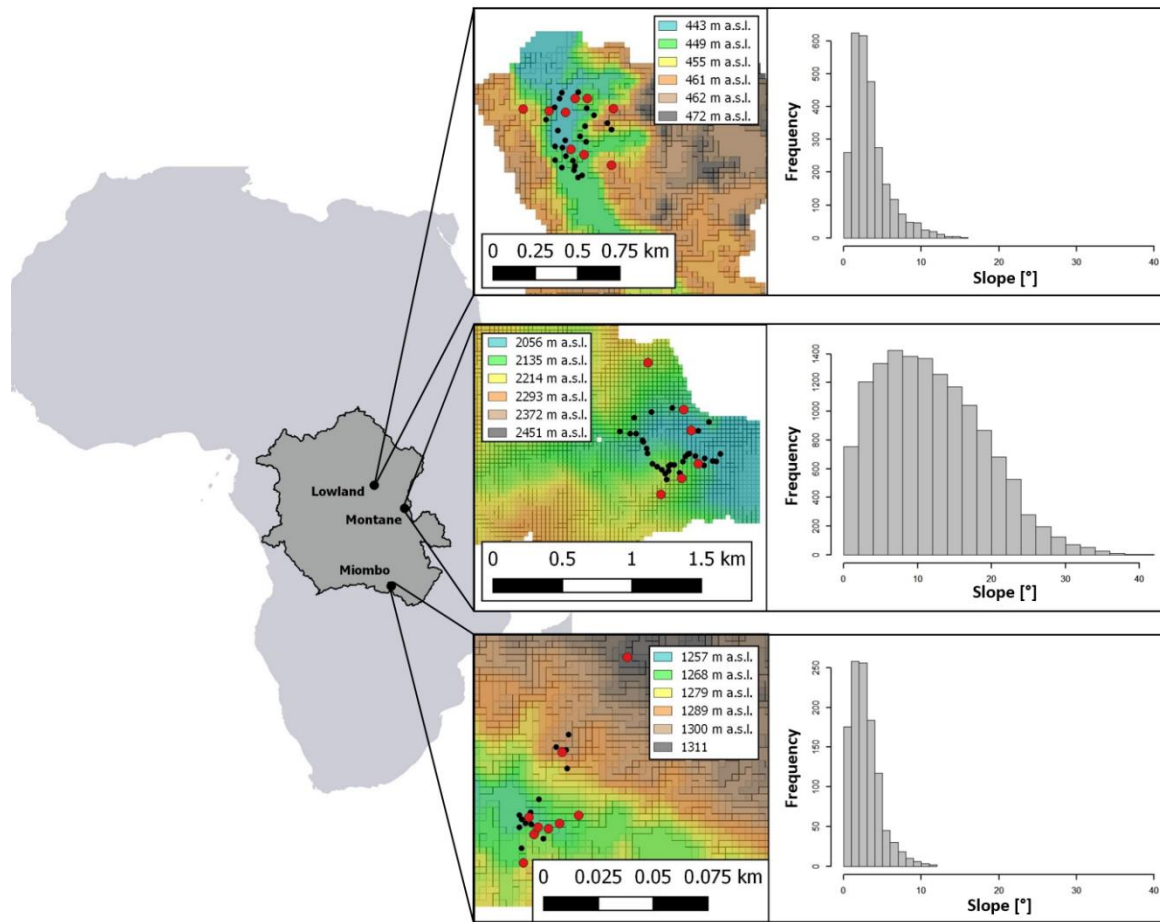 443 m a.s.l.
449 m a.s.l.
455 m a.s.l.
461 m a.s.l.
462 m a.s.l.
472 m a.s.l.
0 0.25 0.5 0.75 km
Frequency
0 100 200 300 400 500 600
0 10 20 30 40
Slope [°]
2056 m a.s.l.
2135 m a.s.l.
2214 m a.s.l.
2293 m a.s.l.
2372 m a.s.l.
2451 m a.s.l.
0 0.5 1 1.5 km
Frequency
0 200 400 600 800 1000 1200 1400
0 10 20 30 40
Slope [°]
Lowland
Montane
Miombo
1257 m a.s.l.
1268 m a.s.l.
1279 m a.s.l.
1289 m a.s.l.
1300 m a.s.l.
1311
0 0.025 0.05 0.075 km
Frequency
0 50 100 150 200 250
0 10 20 30 40
Slope [°]